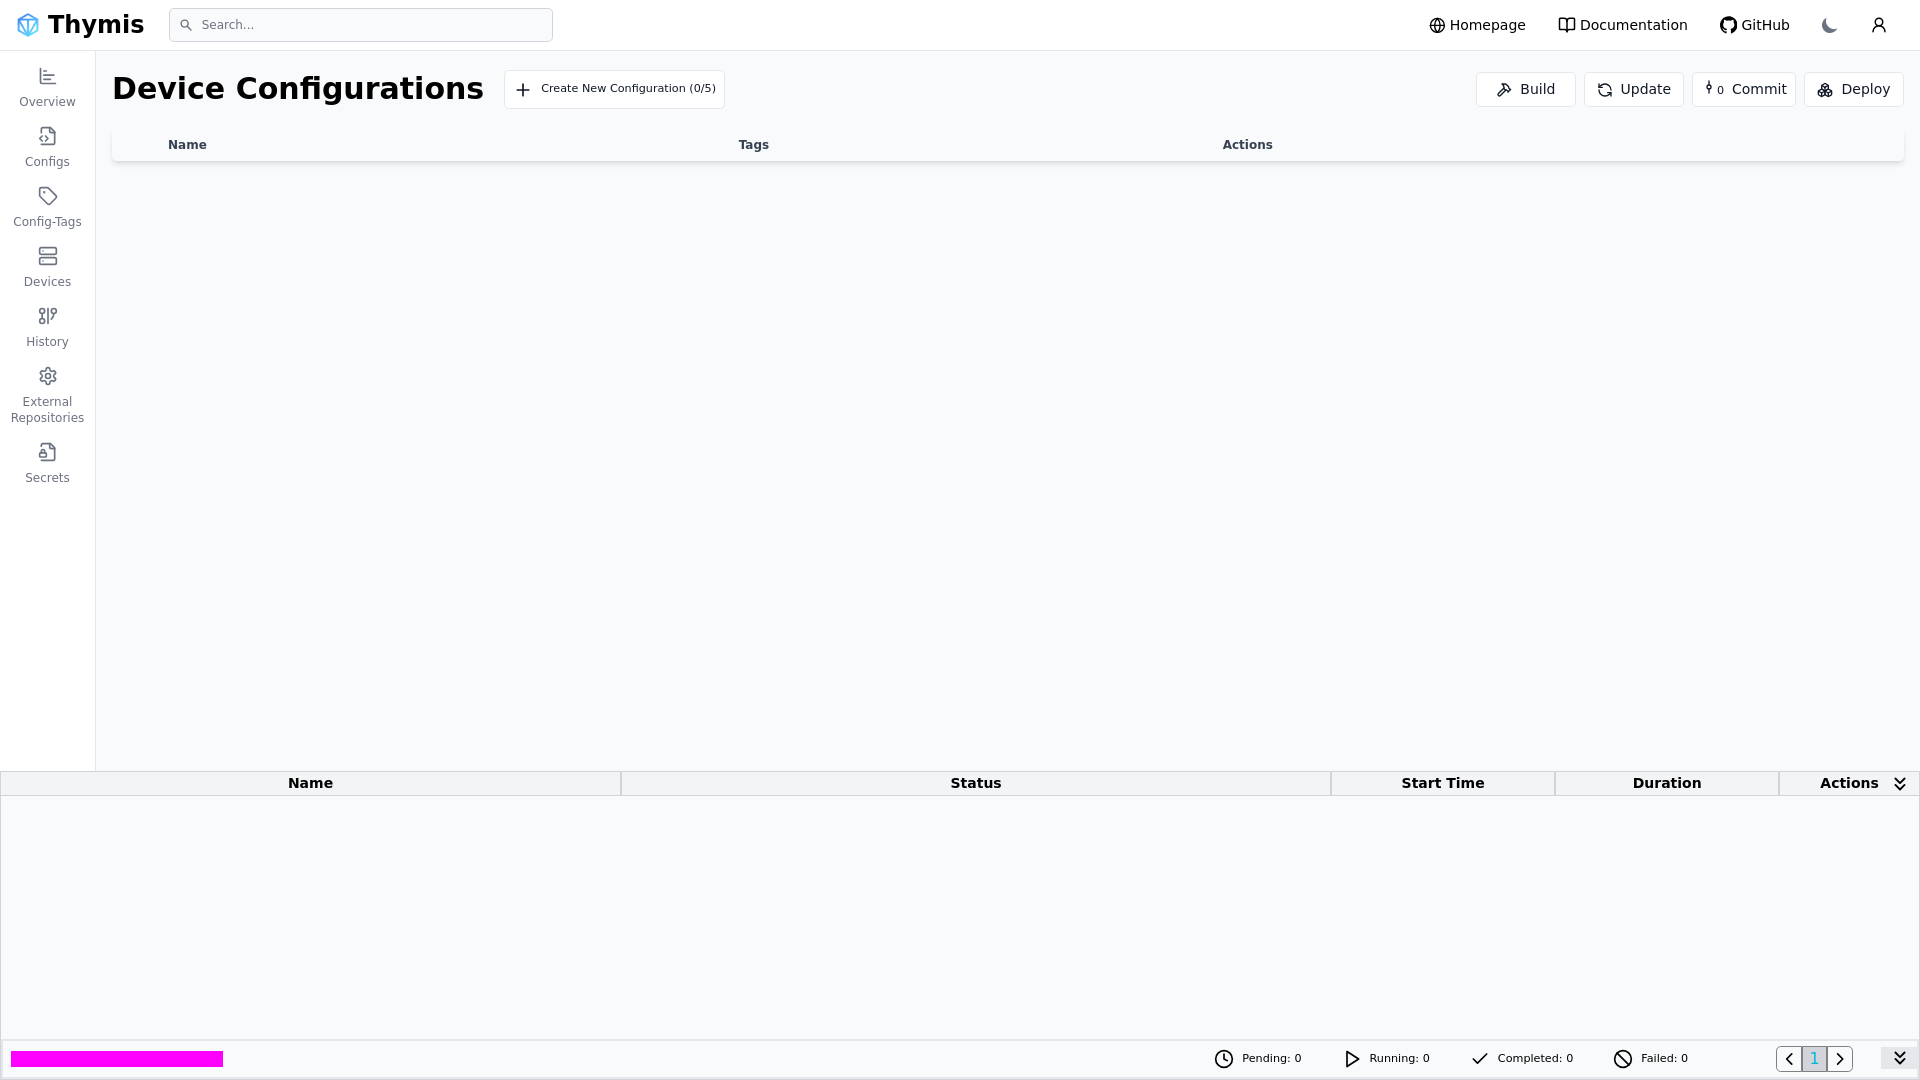 Thymis
Search...
Homepage
Documentation
GitHub
Overview
Configs
Config-Tags
Devices
History
External
Repositories
Secrets
Device Configurations
Create New Configuration (0/5)
Build
Update
0 Commit
Deploy
Name Tags Actions
Name Status Start Time Duration Actions
Pending: 0
Running: 0
Completed: 0
Failed: 0
1